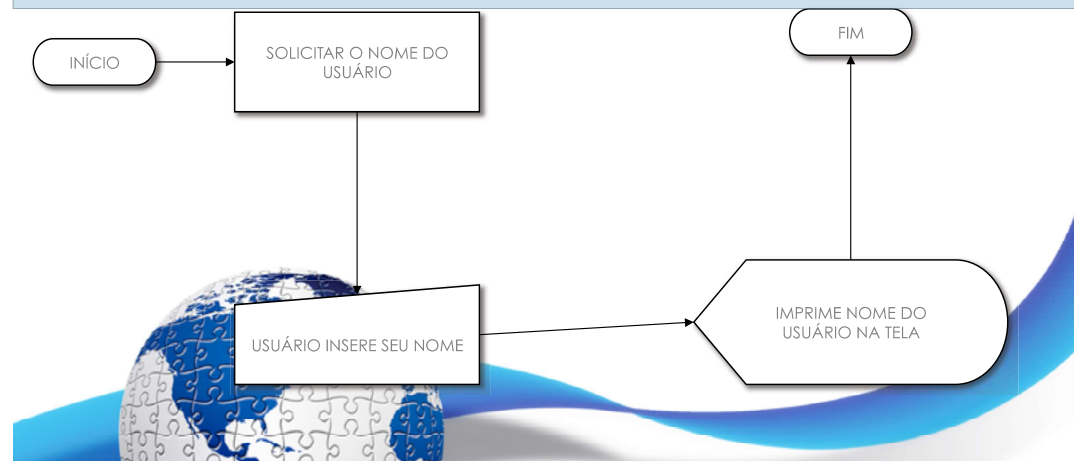 INÍCIO
SOLICITAR O NOME DO
USUÁRIO
USUÁRIO INSERE SEU NOME
IMPRIME NOME DO
USUÁRIO NA TELA
FIM